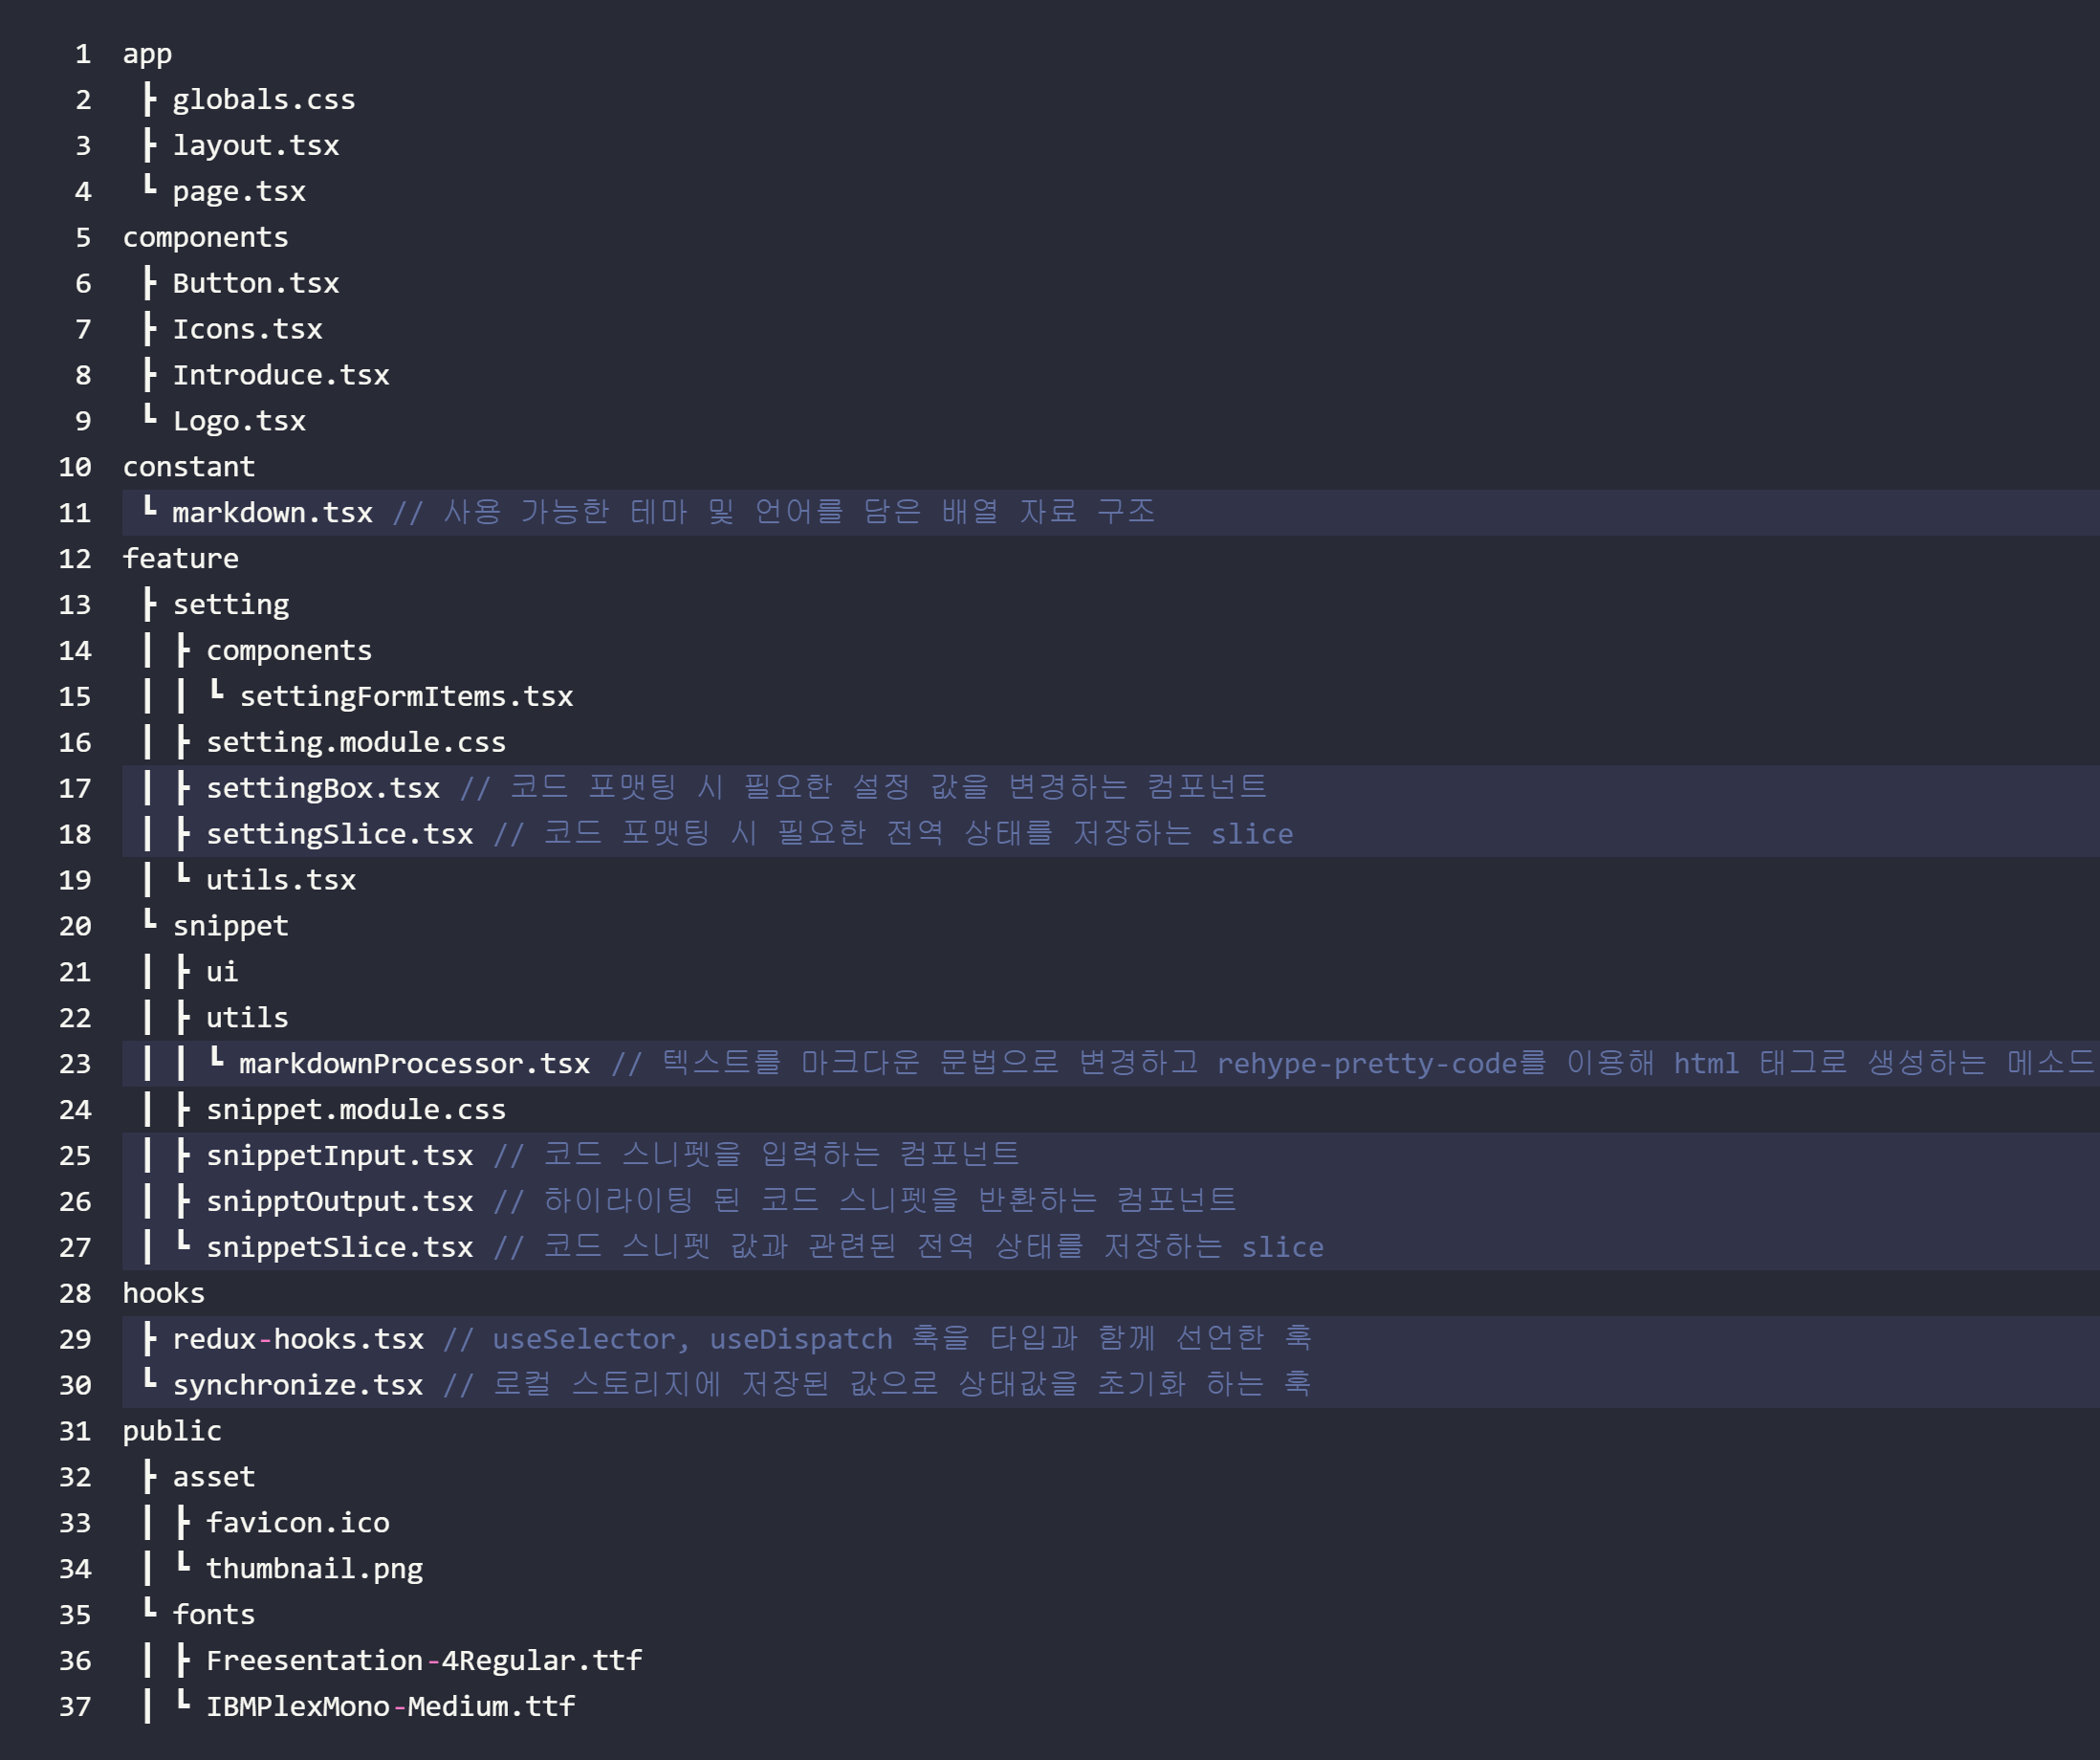 1 app
2 ┣ globals.css
3 ┣ layout.tsx
4 ┗ page.tsx
5 components
6 ┣ Button.tsx
7 ┣ Icons.tsx
8 ┣ Introduce.tsx
9 ┗ Logo.tsx
10 constant
11 ┗ markdown.tsx // 사용 가능한 테마 및 언어를 담은 배열 자료 구조
12 feature
13 ┣ setting
14 ┃ ┣ components
15 ┃ ┃ ┗ settingFormItems.tsx
16 ┃ ┣ setting.module.css
17 ┃ ┣ settingBox.tsx // 코드 포맷팅 시 필요한 설정 값을 변경하는 컴포넌트
18 ┃ ┣ settingSlice.tsx // 코드 포맷팅 시 필요한 전역 상태를 저장하는 slice
19 ┃ ┗ utils.tsx
20 ┗ snippet
21 ┃ ┣ ui
22 ┃ ┣ utils
23 ┃ ┃ ┗ markdownProcessor.tsx // 텍스트를 마크다운 문법으로 변경하고 rehype-pretty-code를 이용해 html 태그로 생성하는 메소드
24 ┃ ┣ snippet.module.css
25 ┃ ┣ snippetInput.tsx // 코드 스니펫을 입력하는 컴포넌트
26 ┃ ┣ snipptOutput.tsx // 하이라이팅 된 코드 스니펫을 반환하는 컴포넌트
27 ┃ ┗ snippetSlice.tsx // 코드 스니펫 값과 관련된 전역 상태를 저장하는 slice
28 hooks
29 ┣ redux-hooks.tsx // useSelector, useDispatch 훅을 타입과 함께 선언한 훅
30 ┗ synchronize.tsx // 로컬 스토리지에 저장된 값으로 상태값을 초기화 하는 훅
31 public
32 ┣ asset
33 ┃ ┣ favicon.ico
34 ┃ ┗ thumbnail.png
35 ┗ fonts
36 ┃ ┣ Freesentation-4Regular.ttf
37 ┃ ┗ IBMPlexMono-Medium.ttf